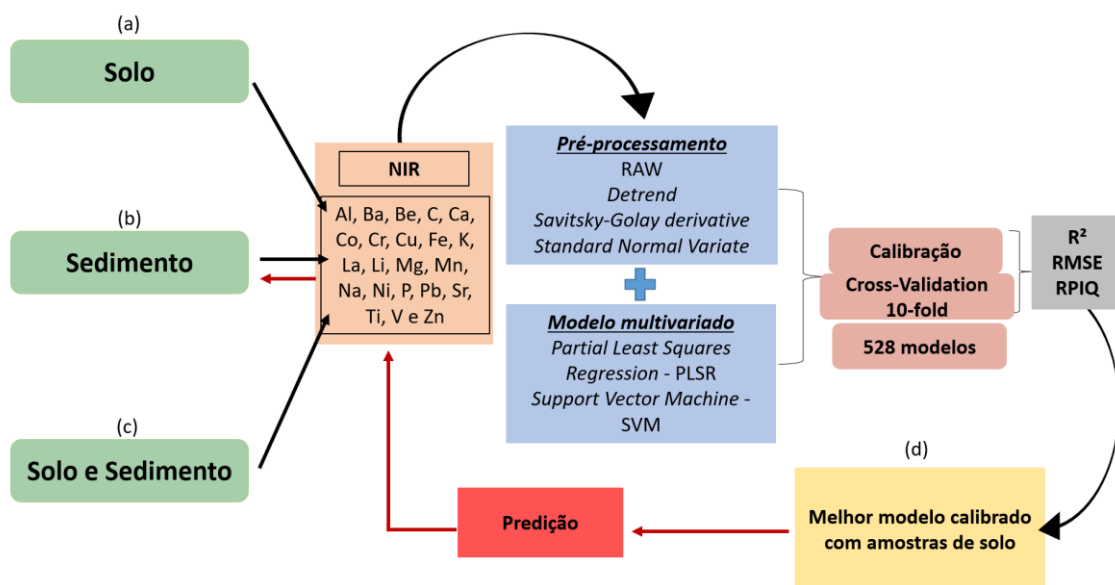 (a)
Solo
(b)
Sedimento
(c)
Solo e Sedimento
NIR
Al, Ba, Be, C, Ca,
Co, Cr, Cu, Fe, K,
La, Li, Mg, Mn,
Na, Ni, P, Pb, Sr,
Ti, V e Zn
Pré-processamento
RAW
Detrend
Savitsky-Golay derivative
Standard Normal Variate
Modelo multivariado
Partial Least Squares
Regression - PLSR
Support Vector Machine -
SVM
Calibração
Cross-Validation
10-fold
528 modelos
R²
RMSE
RPIQ
(d)
Melhor modelo calibrado
com amostras de solo
Predição